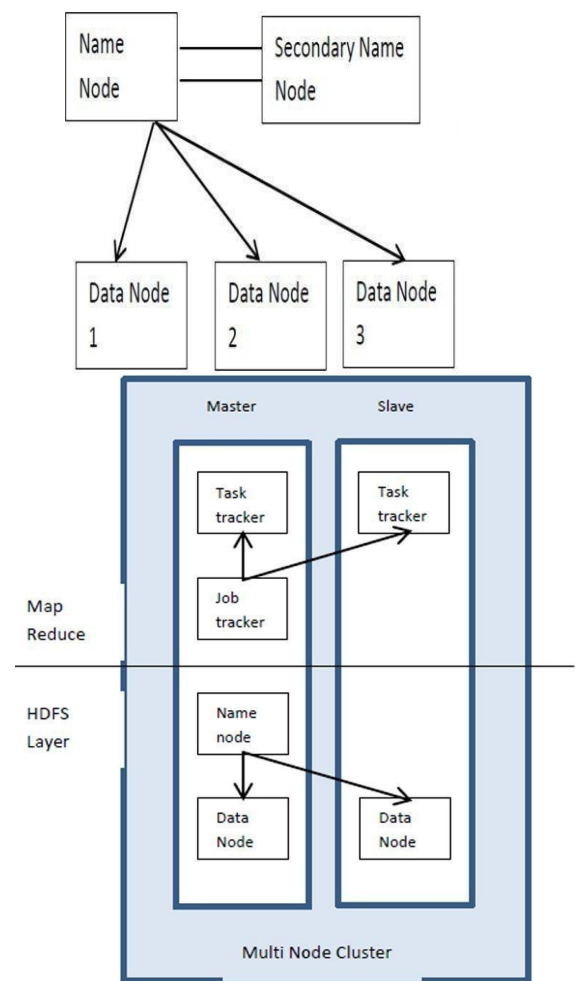 Name
Node
Secondary Name
Node
Data Node
1
Data Node
2
Data Node
3
Master
Slave
Task
tracker
Task
tracker
Job
tracker
Map
Reduce
HDFS
Layer
Name
node
Data
Node
Data
Node
Multi Node Cluster